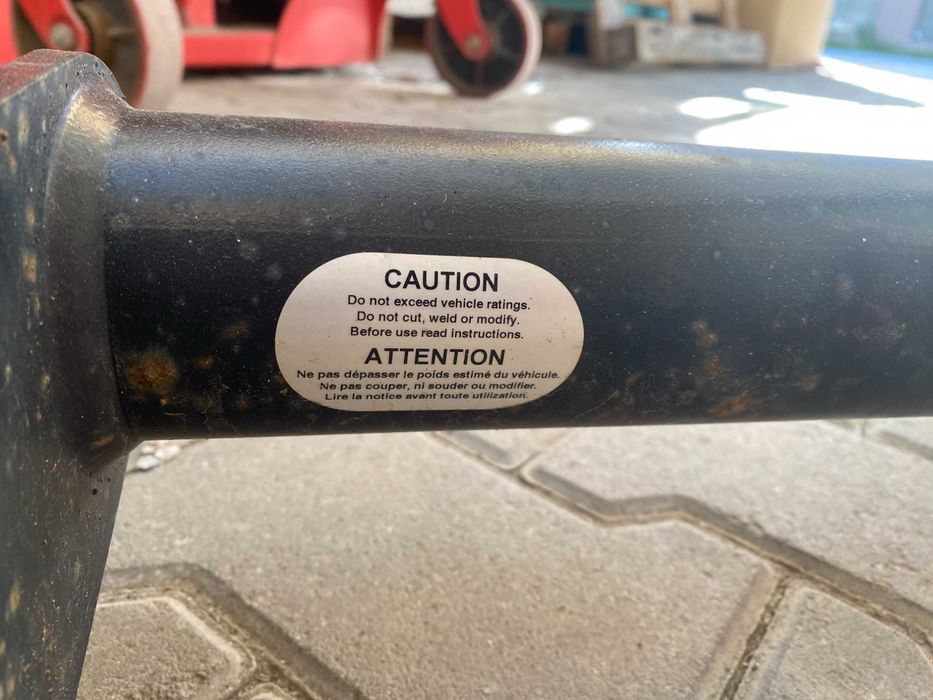 CAUTION
Do not exceed vehicle ratings.
Do not cut, weld or modify.
Before use read instructions.
ATTENTION
Ne pas dépasser le poids estimé du véhicule.
Ne pas couper, ni souder ou modifier.
Lire la notice avant toute utilization.